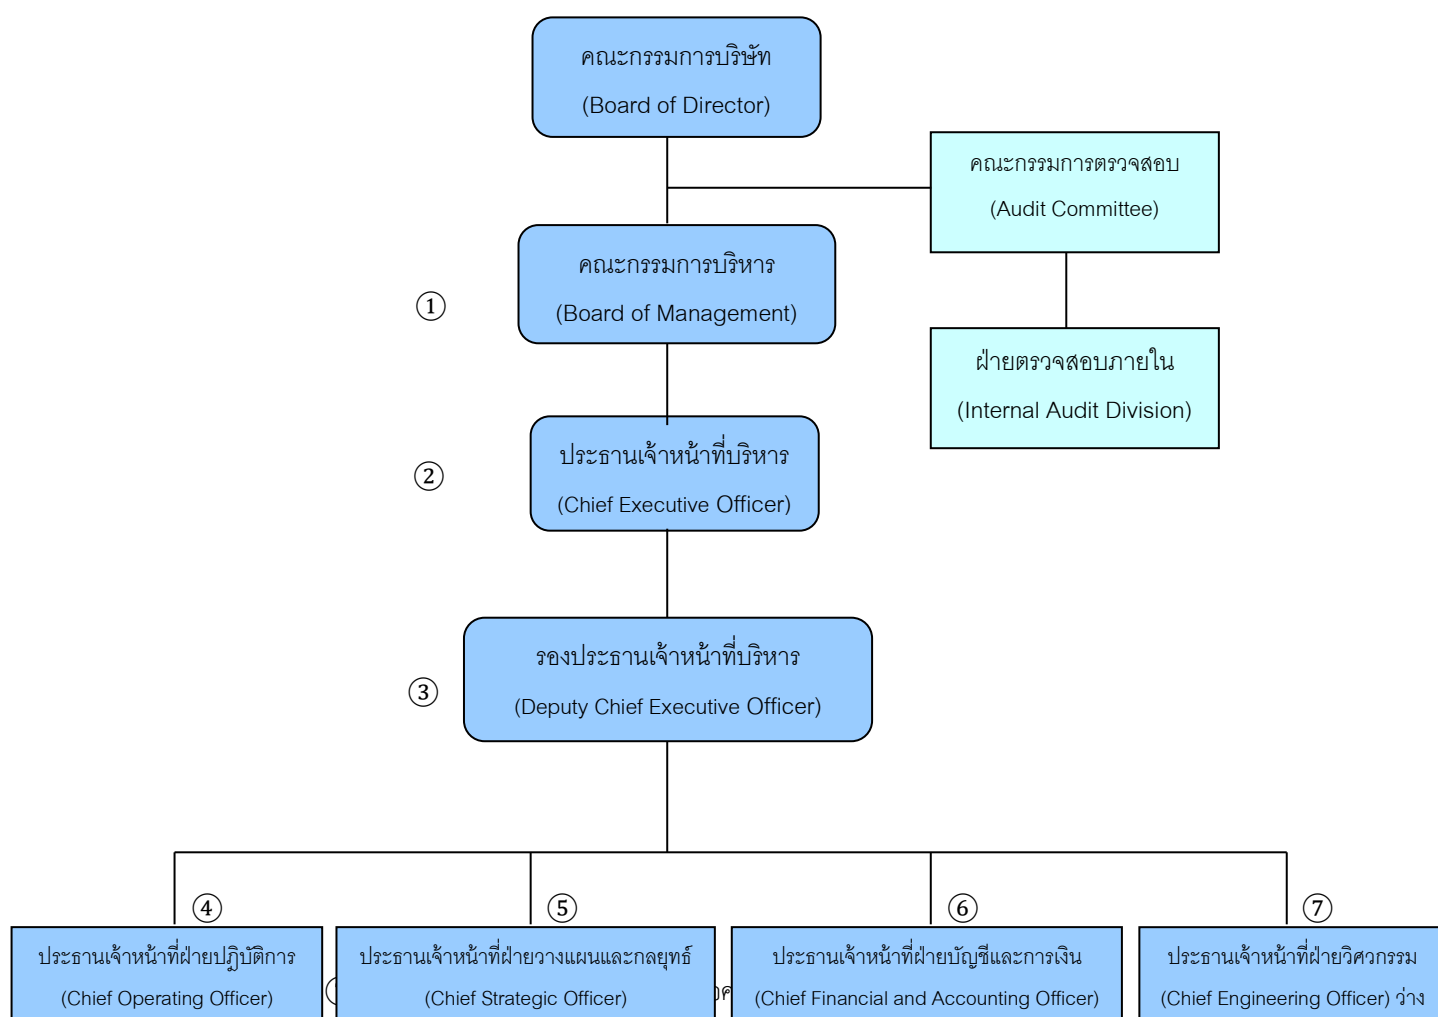 คณะกรรมการบริษัท
(Board of Director)
คณะกรรมการตรวจสอบ
(Audit Committee)
คณะกรรมการบริหาร
(Board of Management)
①
ฝ่ายตรวจสอบภายใน
(Internal Audit Division)
ประธานเจ้าหน้าที่บริหาร
(Chief Executive Officer)
②
รองประธานเจ้าหน้าที่บริหาร
(Deputy Chief Executive Officer)
③
④
⑤
⑥
⑦
ประธานเจ้าหน้าที่ฝ่ายปฎิบัติการ
(Chief Operating Officer)
ประธานเจ้าหน้าที่ฝ่ายวางแผนและกลยุทธ์
(Chief Strategic Officer)
ประธานเจ้าหน้าที่ฝ่ายบัญชีและการเงิน
(Chief Financial and Accounting Officer)
ประธานเจ้าหน้าที่ฝ่ายวิศวกรรม
(Chief Engineering Officer) ว่าง